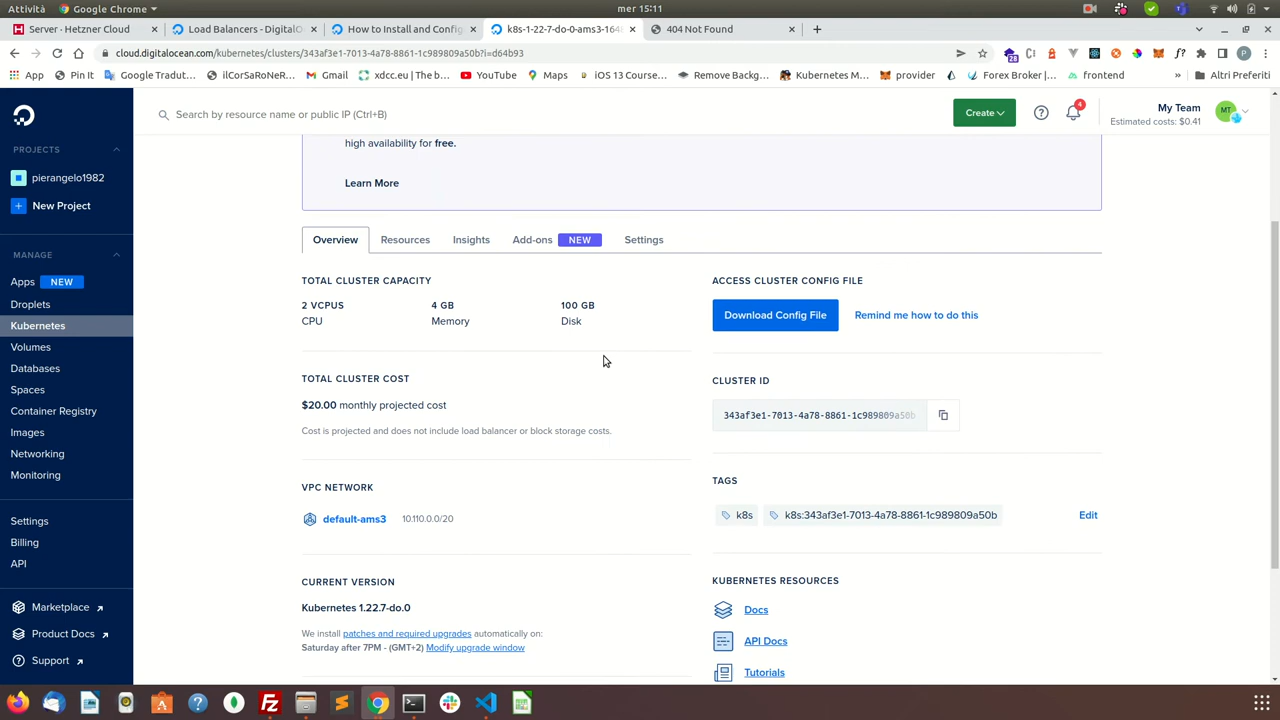 Attività
Google Chrome
mer 15:11
Server · Hetzner Cloud
Load Balancers - DigitalO
How to Install and Config
k8s-1-22-7-do-0-ams3-164
404 Not Found
cloud.digitalocean.com/kubernetes/clusters/343af3e1-7013-4a78-8861-1c989809a50b?i=d64b93
28
App
Pin It
Google Tradut...
ilCorSaRoNeR...
Gmail
xdcc.eu | The b...
YouTube
Maps
iOS 13 Course...
Remove Backg...
Kubernetes M...
provider
Forex Broker |...
frontend
»
Altri Preferiti
Search by resource name or public IP (Ctrl+B)
Create
4
My Team
Estimated costs: $0.41
MT
PROJECTS
pierangelo1982
New Project
MANAGE
Apps NEW
Droplets
Kubernetes
Volumes
Databases
Spaces
Container Registry
Images
Networking
Monitoring
Settings
Billing
API
Marketplace
Product Docs
Support
high availability for free.
Learn More
Overview
Resources
Insights
Add-ons NEW
Settings
TOTAL CLUSTER CAPACITY
2 VCPUS
CPU
4 GB
Memory
100 GB
Disk
TOTAL CLUSTER COST
$20.00 monthly projected cost
Cost is projected and does not include load balancer or block storage costs.
VPC NETWORK
default-ams3 10.110.0.0/20
CURRENT VERSION
Kubernetes 1.22.7-do.0
We install patches and required upgrades automatically on:
Saturday after 7PM - (GMT+2) Modify upgrade window
ACCESS CLUSTER CONFIG FILE
Download Config File
Remind me how to do this
CLUSTER ID
343af3e1-7013-4a78-8861-1c989809a50b
TAGS
k8s
k8s:343af3e1-7013-4a78-8861-1c989809a50b
Edit
KUBERNETES RESOURCES
Docs
API Docs
Tutorials